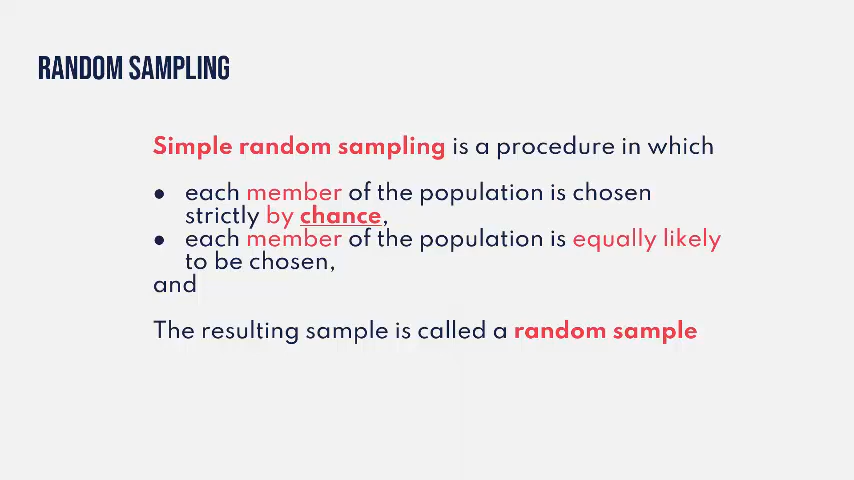 RANDOM SAMPLING
Simple random sampling is a procedure in which
● each member of the population is chosen
strictly by chance,
● each member of the population is equally likely
to be chosen,
and
The resulting sample is called a random sample